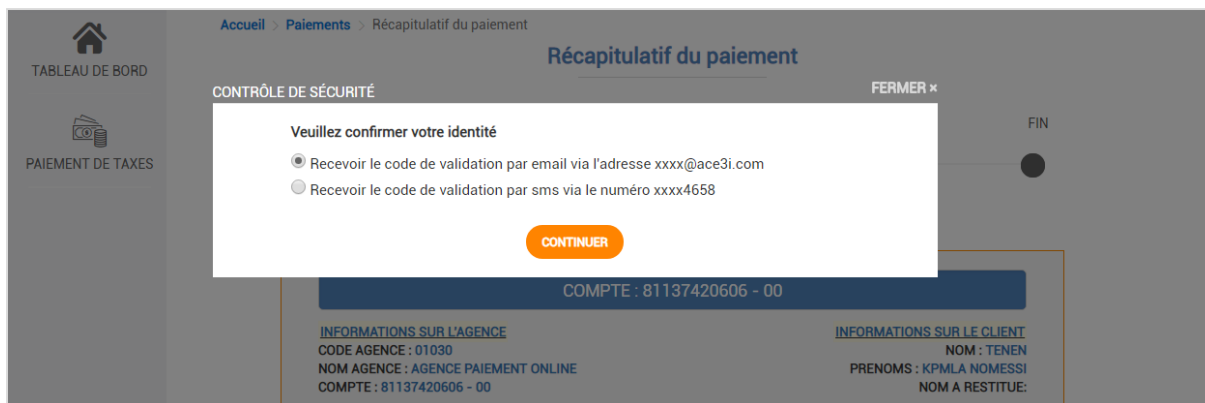 Accueil > Paiements > Récapitulatif du paiement
Récapitulatif du paiement
TABLEAU DE BORD
PAIEMENT DE TAXES
CONTRÔLE DE SÉCURITÉ
FERMER ×
Veuillez confirmer votre identité
Recevoir le code de validation par email via l'adresse xxxx@ace3i.com
Recevoir le code de validation par sms via le numéro xxxx4658
CONTINUER
FIN
COMPTE : 81137420606 - 00
INFORMATIONS SUR L'AGENCE
CODE AGENCE : 01030
NOM AGENCE : AGENCE PAIEMENT ONLINE
COMPTE : 81137420606 - 00
INFORMATIONS SUR LE CLIENT
NOM : TENEN
PRENOMS : KPMLA NOMESSI
NOM A RESTITUE: